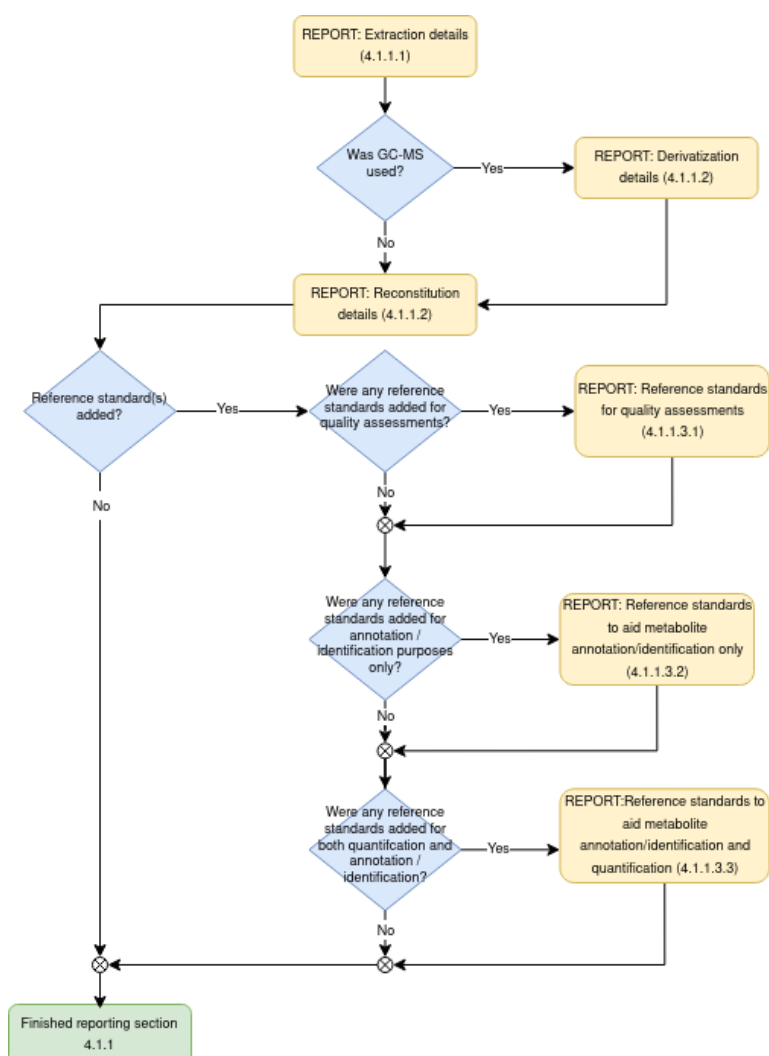 REPORT: Extraction details
(4.1.1.1)
Was GC-MS
used?
Yes
REPORT: Derivatization
details (4.1.1.2)
No
REPORT: Reconstitution
details (4.1.1.2)
Reference standard(s)
added?
Yes
Were any reference
standards added for
quality assessments?
Yes
REPORT: Reference standards
for quality assessments
(4.1.1.3.1)
No
No
Were any reference
standards added for
annotation /
identification purposes
only?
Yes
REPORT: Reference standards
to aid metabolite
annotation/identification only
(4.1.1.3.2)
No
Were any reference
standards added for
both quantifcation and
annotation /
identification?
Yes
REPORT:Reference standards to
aid metabolite
annotation/identification and
quantification (4.1.1.3.3)
No
Finished reporting section
4.1.1